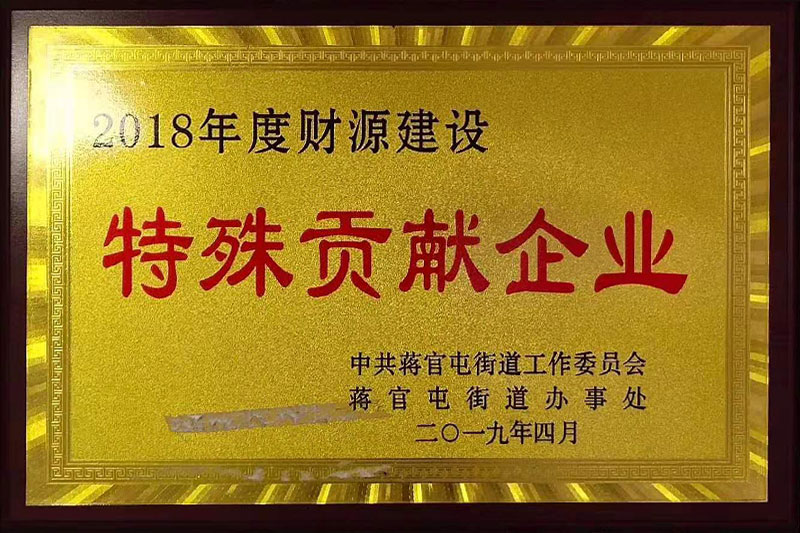 2018年度财源建设
特殊贡献企业
中共蒋官屯街道工作委员会
蒋官屯街道办事处
二〇一九年四月